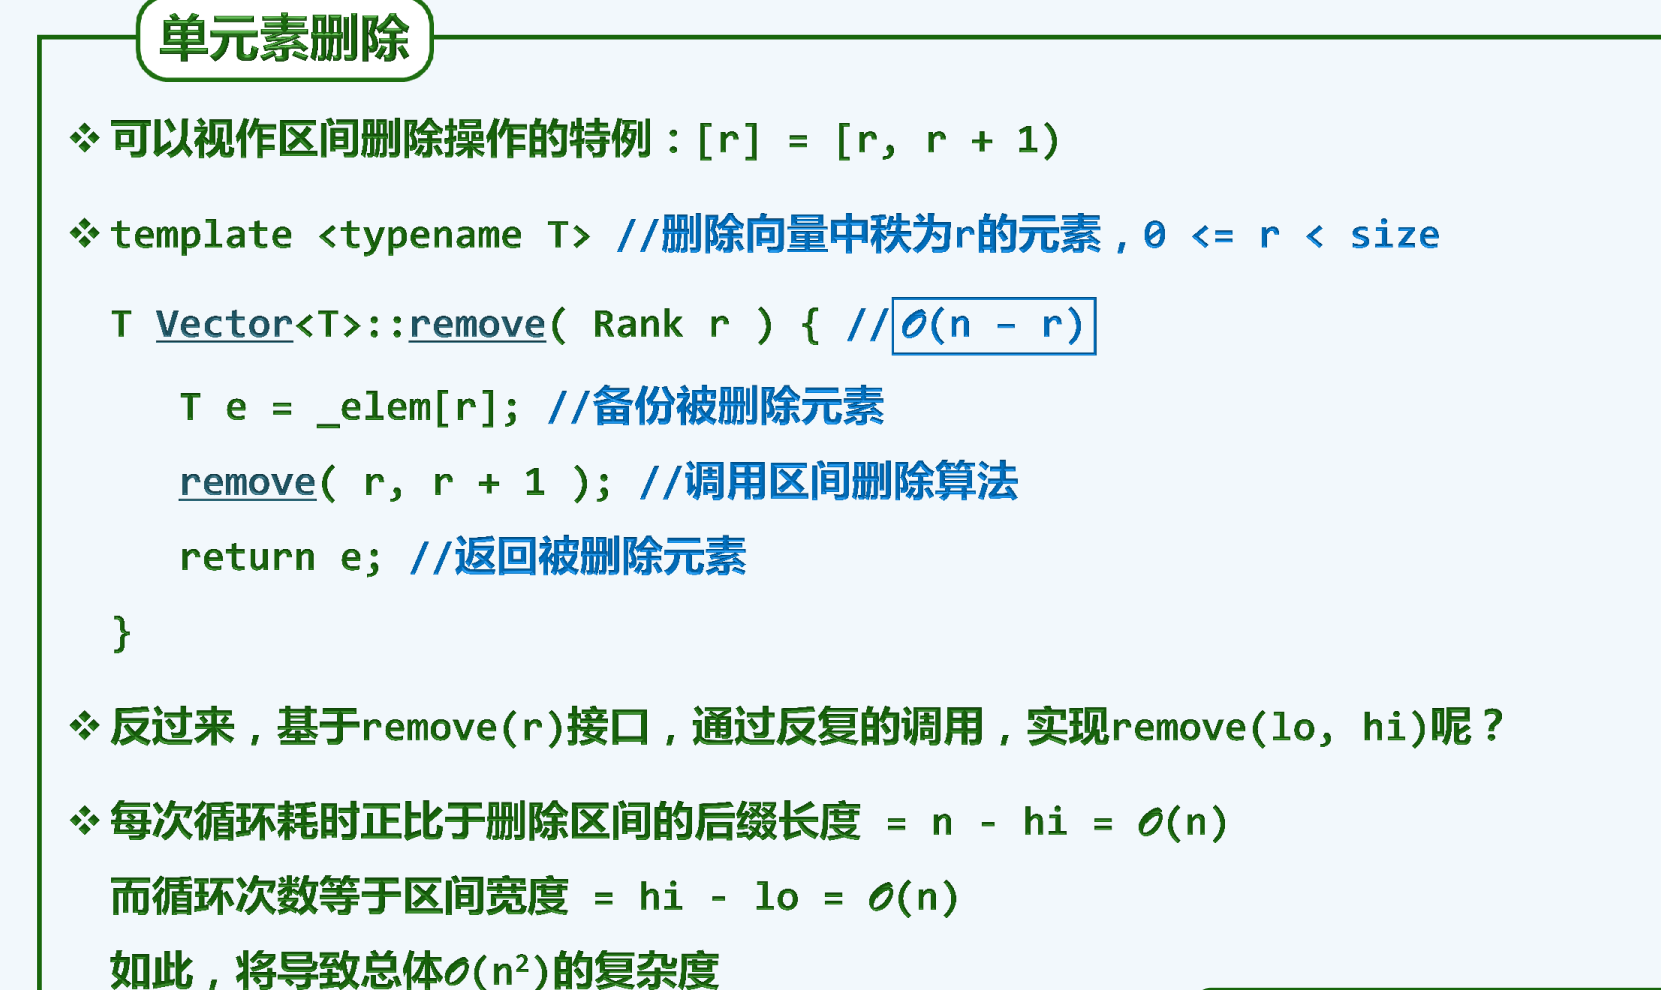 单元素删除
❖ 可以视作区间删除操作的特例：[r] = [r, r + 1)
❖ template <typename T> //删除向量中秩为r的元素，0 <= r < size
T Vector<T>::remove( Rank r ) { //O(n – r)
T e = _elem[r]; //备份被删除元素
remove( r, r + 1 ); //调用区间删除算法
return e; //返回被删除元素
}
❖ 反过来，基于remove(r)接口，通过反复的调用，实现remove(lo, hi)呢？
❖ 每次循环耗时正比于删除区间的后缀长度 = n - hi = O(n)
而循环次数等于区间宽度 = hi - lo = O(n)
如此，将导致总体O(n²)的复杂度